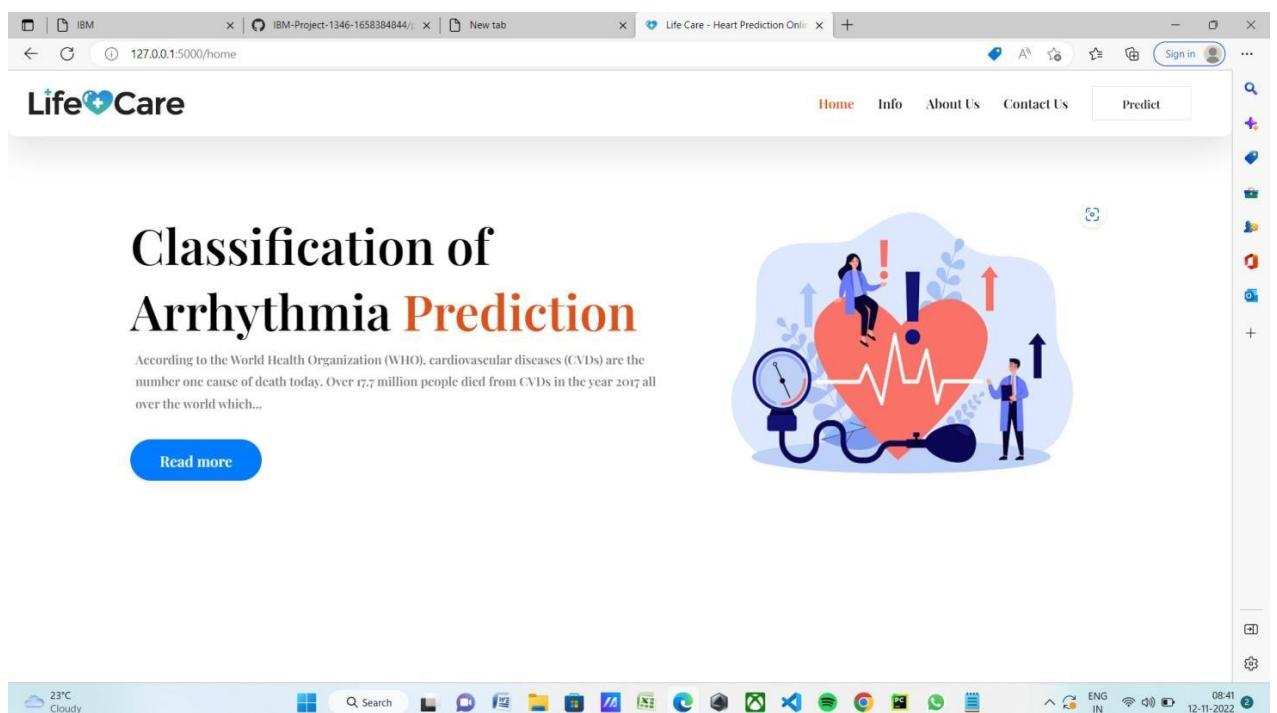 IBM
IBM-Project-1346-1658384844/
New tab
Life Care - Heart Prediction Onlin
127.0.0.1:5000/home
Sign in
Life Care
Home Info About Us Contact Us Predict
Classification of
Arrhythmia Prediction
According to the World Health Organization (WHO), cardiovascular diseases (CVDs) are the
number one cause of death today. Over 17.7 million people died from CVDs in the year 2017 all
over the world which...
Read more
23°C
Cloudy
Search
ENG
IN
08:41
12-11-2022
2